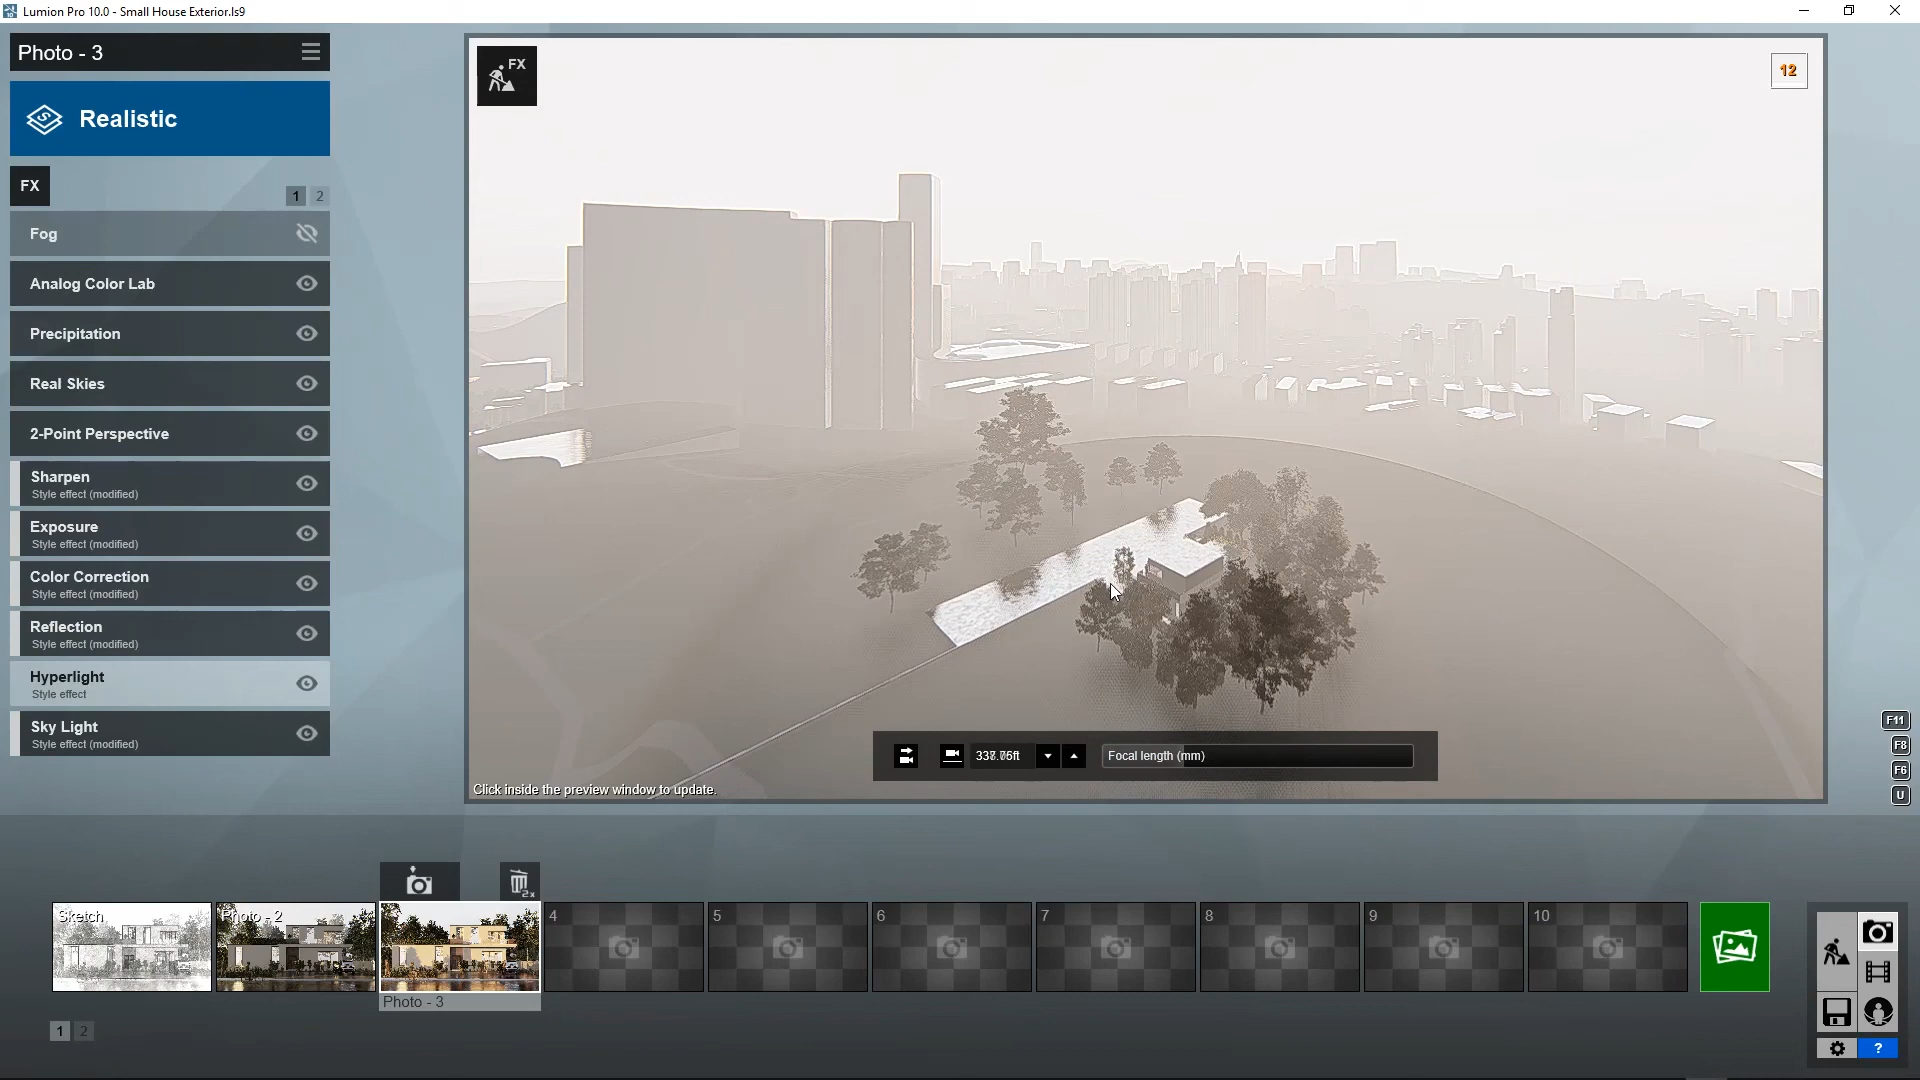 Lumion Pro 10.0 - Small House Exterior.ls9
Photo - 3
Realistic
FX
1 2
Fog
Analog Color Lab
Precipitation
Real Skies
2-Point Perspective
Sharpen
Style effect (modified)
Exposure
Style effect (modified)
Color Correction
Style effect (modified)
Reflection
Style effect (modified)
Hyperlight
Style effect
Sky Light
Style effect (modified)
FX
12
Focal length (mm)
Click inside the preview window to update.
F11
F8
F6
U
2x
Sketch
Photo - 2
4
5
6
7
8
9
10
Photo - 3
1 2
?